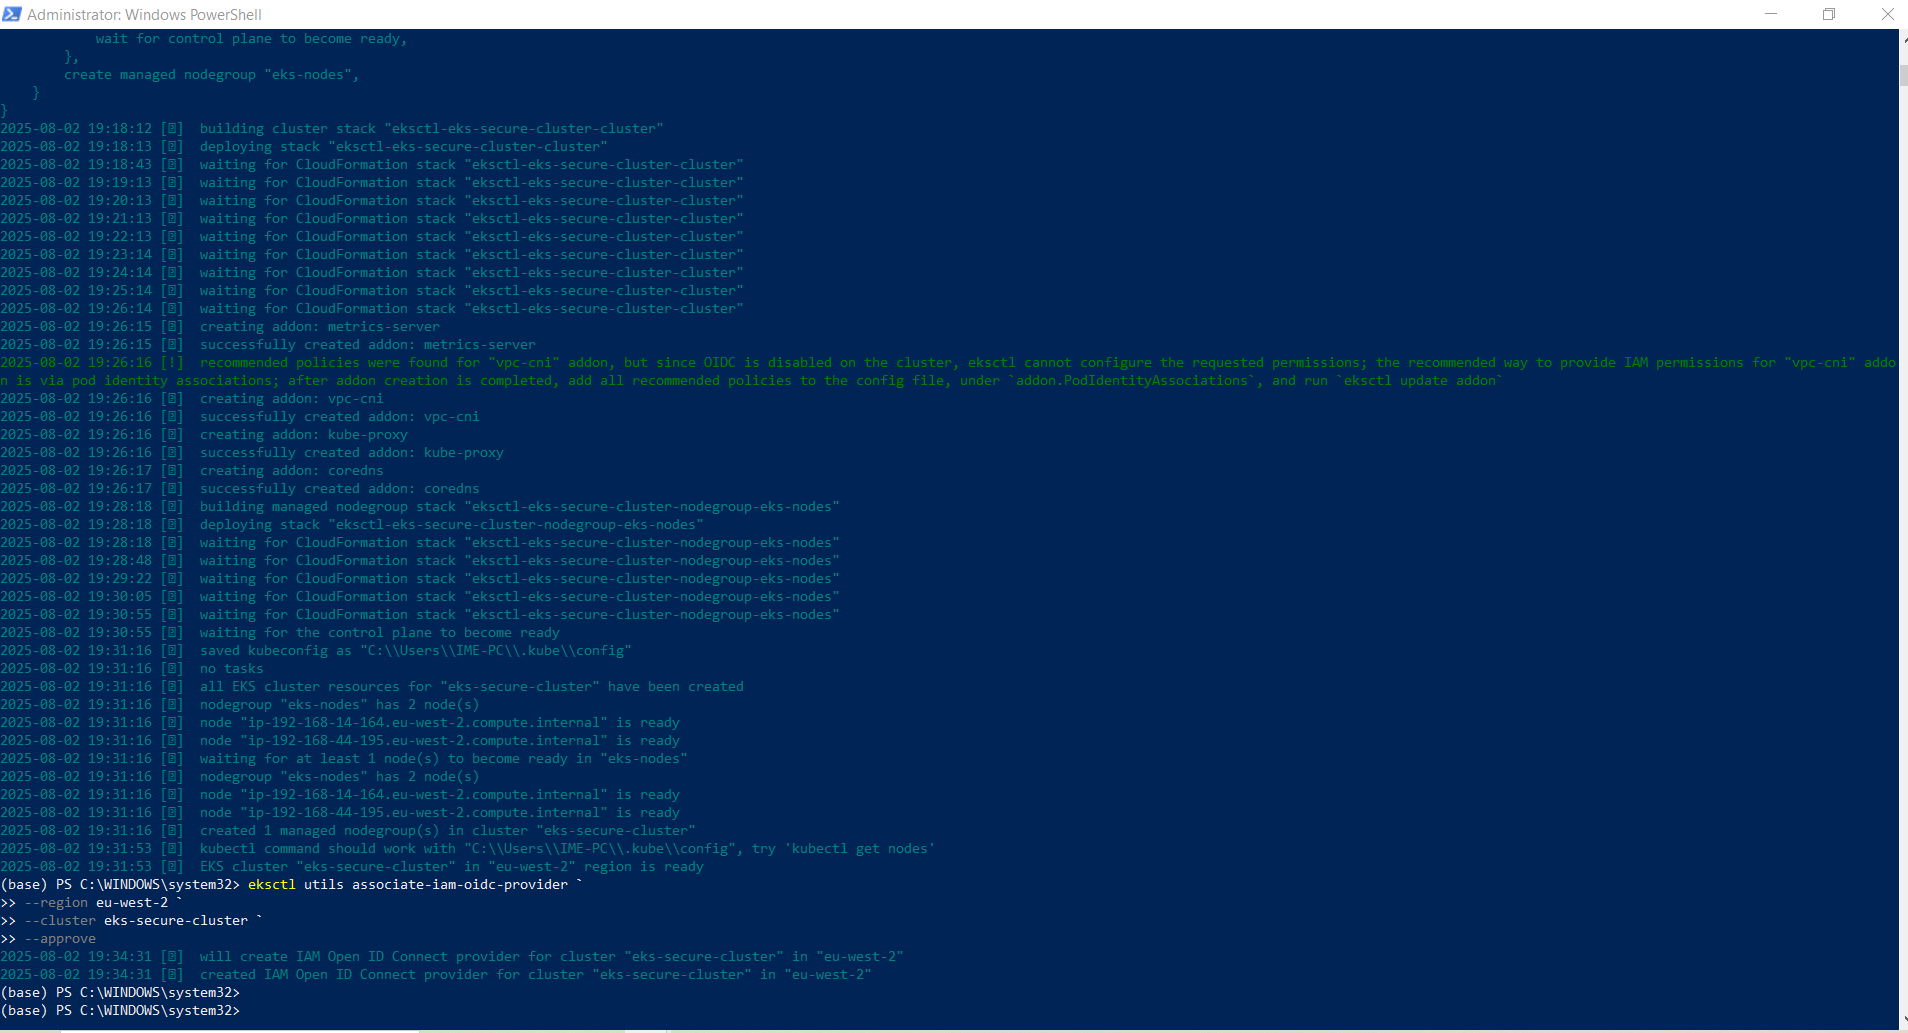 Administrator: Windows PowerShell
            wait for control plane to become ready,
        },
        create managed nodegroup "eks-nodes",
    }
}
2025-08-02 19:18:12 [▯]  building cluster stack "eksctl-eks-secure-cluster-cluster"
2025-08-02 19:18:13 [▯]  deploying stack "eksctl-eks-secure-cluster-cluster"
2025-08-02 19:18:43 [▯]  waiting for CloudFormation stack "eksctl-eks-secure-cluster-cluster"
2025-08-02 19:19:13 [▯]  waiting for CloudFormation stack "eksctl-eks-secure-cluster-cluster"
2025-08-02 19:20:13 [▯]  waiting for CloudFormation stack "eksctl-eks-secure-cluster-cluster"
2025-08-02 19:21:13 [▯]  waiting for CloudFormation stack "eksctl-eks-secure-cluster-cluster"
2025-08-02 19:22:13 [▯]  waiting for CloudFormation stack "eksctl-eks-secure-cluster-cluster"
2025-08-02 19:23:14 [▯]  waiting for CloudFormation stack "eksctl-eks-secure-cluster-cluster"
2025-08-02 19:24:14 [▯]  waiting for CloudFormation stack "eksctl-eks-secure-cluster-cluster"
2025-08-02 19:25:14 [▯]  waiting for CloudFormation stack "eksctl-eks-secure-cluster-cluster"
2025-08-02 19:26:14 [▯]  waiting for CloudFormation stack "eksctl-eks-secure-cluster-cluster"
2025-08-02 19:26:15 [▯]  creating addon: metrics-server
2025-08-02 19:26:15 [▯]  successfully created addon: metrics-server
2025-08-02 19:26:16 [!]  recommended policies were found for "vpc-cni" addon, but since OIDC is disabled on the cluster, eksctl cannot configure the requested permissions; the recommended way to provide IAM permissions for "vpc-cni" addo
n is via pod identity associations; after addon creation is completed, add all recommended policies to the config file, under `addon.PodIdentityAssociations`, and run `eksctl update addon`
2025-08-02 19:26:16 [▯]  creating addon: vpc-cni
2025-08-02 19:26:16 [▯]  successfully created addon: vpc-cni
2025-08-02 19:26:16 [▯]  creating addon: kube-proxy
2025-08-02 19:26:16 [▯]  successfully created addon: kube-proxy
2025-08-02 19:26:17 [▯]  creating addon: coredns
2025-08-02 19:26:17 [▯]  successfully created addon: coredns
2025-08-02 19:28:18 [▯]  building managed nodegroup stack "eksctl-eks-secure-cluster-nodegroup-eks-nodes"
2025-08-02 19:28:18 [▯]  deploying stack "eksctl-eks-secure-cluster-nodegroup-eks-nodes"
2025-08-02 19:28:18 [▯]  waiting for CloudFormation stack "eksctl-eks-secure-cluster-nodegroup-eks-nodes"
2025-08-02 19:28:48 [▯]  waiting for CloudFormation stack "eksctl-eks-secure-cluster-nodegroup-eks-nodes"
2025-08-02 19:29:22 [▯]  waiting for CloudFormation stack "eksctl-eks-secure-cluster-nodegroup-eks-nodes"
2025-08-02 19:30:05 [▯]  waiting for CloudFormation stack "eksctl-eks-secure-cluster-nodegroup-eks-nodes"
2025-08-02 19:30:55 [▯]  waiting for CloudFormation stack "eksctl-eks-secure-cluster-nodegroup-eks-nodes"
2025-08-02 19:30:55 [▯]  waiting for the control plane to become ready
2025-08-02 19:31:16 [▯]  saved kubeconfig as "C:\\Users\\IME-PC\\.kube\\config"
2025-08-02 19:31:16 [▯]  no tasks
2025-08-02 19:31:16 [▯]  all EKS cluster resources for "eks-secure-cluster" have been created
2025-08-02 19:31:16 [▯]  nodegroup "eks-nodes" has 2 node(s)
2025-08-02 19:31:16 [▯]  node "ip-192-168-14-164.eu-west-2.compute.internal" is ready
2025-08-02 19:31:16 [▯]  node "ip-192-168-44-195.eu-west-2.compute.internal" is ready
2025-08-02 19:31:16 [▯]  waiting for at least 1 node(s) to become ready in "eks-nodes"
2025-08-02 19:31:16 [▯]  nodegroup "eks-nodes" has 2 node(s)
2025-08-02 19:31:16 [▯]  node "ip-192-168-14-164.eu-west-2.compute.internal" is ready
2025-08-02 19:31:16 [▯]  node "ip-192-168-44-195.eu-west-2.compute.internal" is ready
2025-08-02 19:31:16 [▯]  created 1 managed nodegroup(s) in cluster "eks-secure-cluster"
2025-08-02 19:31:53 [▯]  kubectl command should work with "C:\\Users\\IME-PC\\.kube\\config", try 'kubectl get nodes'
2025-08-02 19:31:53 [▯]  EKS cluster "eks-secure-cluster" in "eu-west-2" region is ready
(base) PS C:\WINDOWS\system32> eksctl utils associate-iam-oidc-provider `
>> --region eu-west-2 `
>> --cluster eks-secure-cluster `
>> --approve
2025-08-02 19:34:31 [▯]  will create IAM Open ID Connect provider for cluster "eks-secure-cluster" in "eu-west-2"
2025-08-02 19:34:31 [▯]  created IAM Open ID Connect provider for cluster "eks-secure-cluster" in "eu-west-2"
(base) PS C:\WINDOWS\system32>
(base) PS C:\WINDOWS\system32>